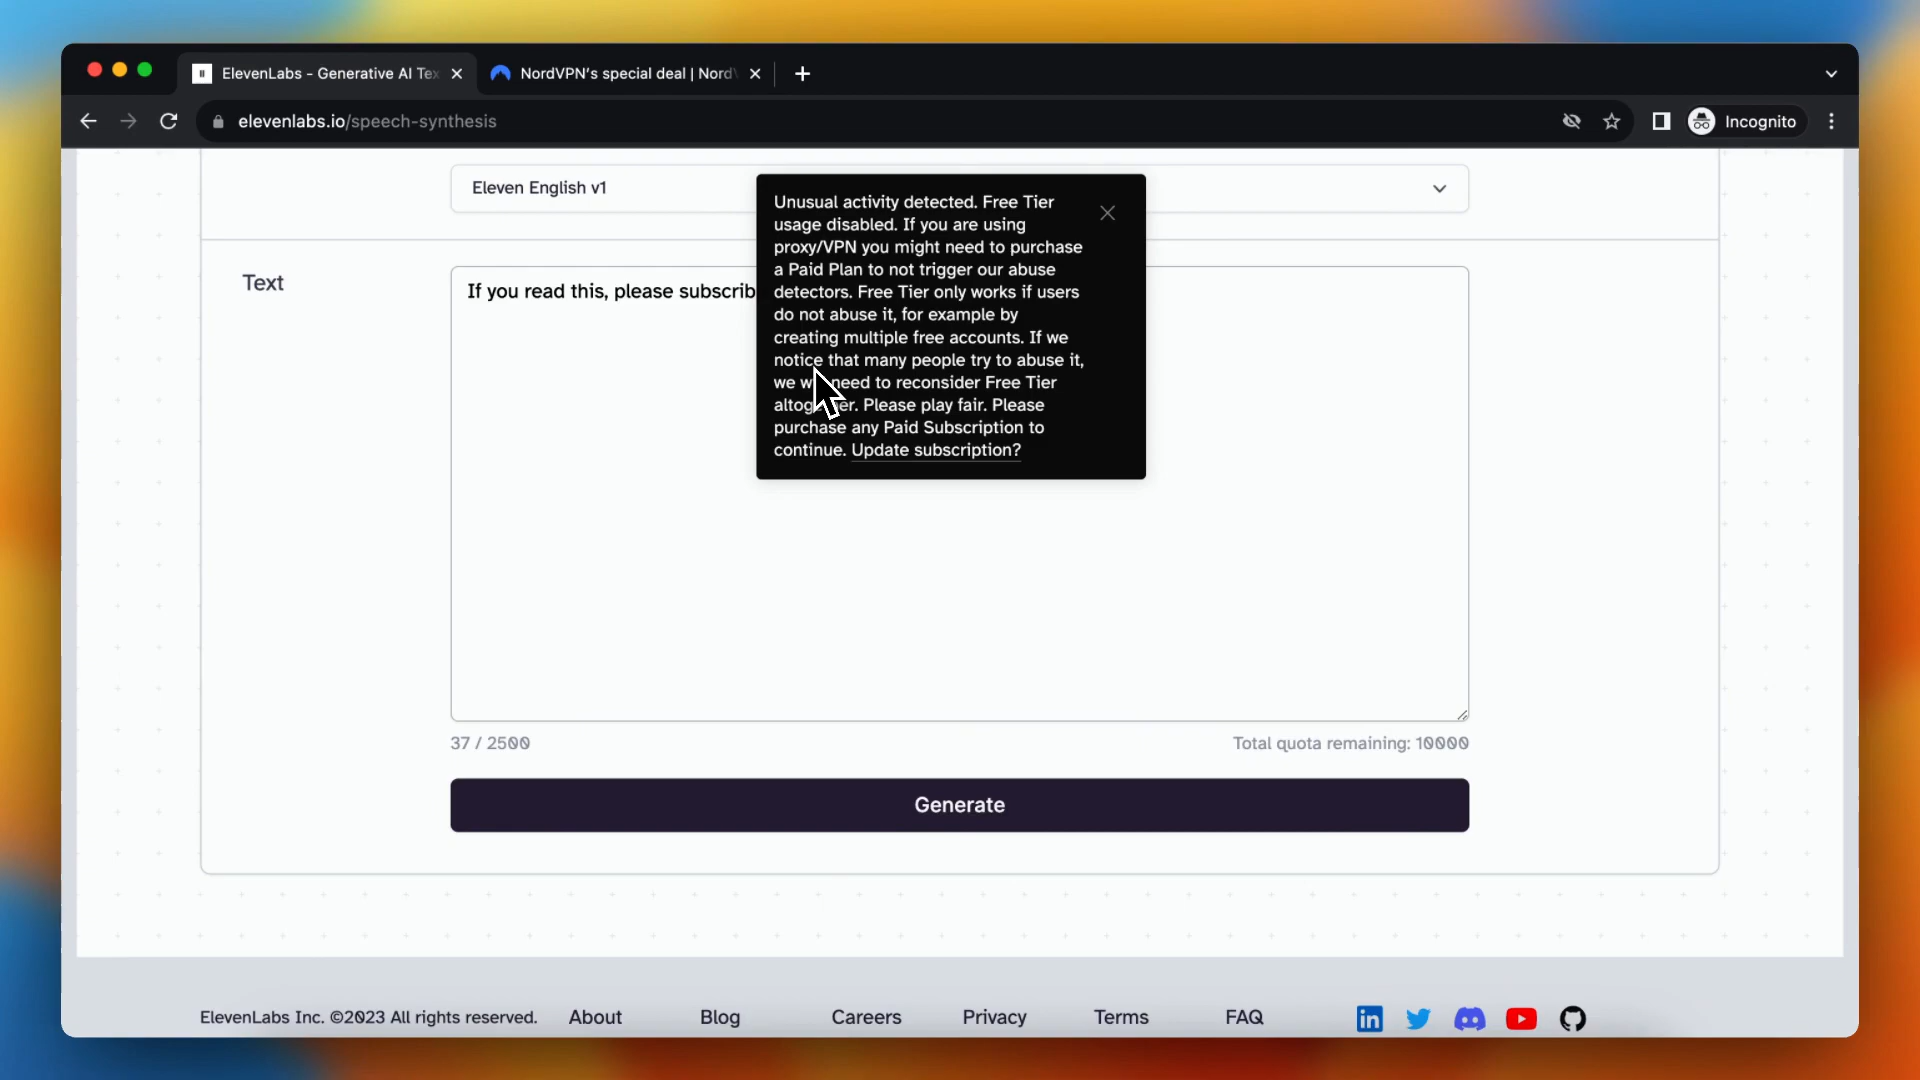 ElevenLabs - Generative AI Tex
NordVPN's special deal | Nord
elevenlabs.io/speech-synthesis
Incognito
Eleven English v1
Unusual activity detected. Free Tier
usage disabled. If you are using
proxy/VPN you might need to purchase
a Paid Plan to not trigger our abuse
detectors. Free Tier only works if users
do not abuse it, for example by
creating multiple free accounts. If we
notice that many people try to abuse it,
we need to reconsider Free Tier
Please play fair. Please
purchase any Paid Subscription to
continue. Update subscription?
Text
If you read this, please subscrib
37 / 2500
Total quota remaining: 10000
Generate
ElevenLabs Inc. ©2023 All rights reserved.
About
Blog
Careers
Privacy
Terms
FAQ